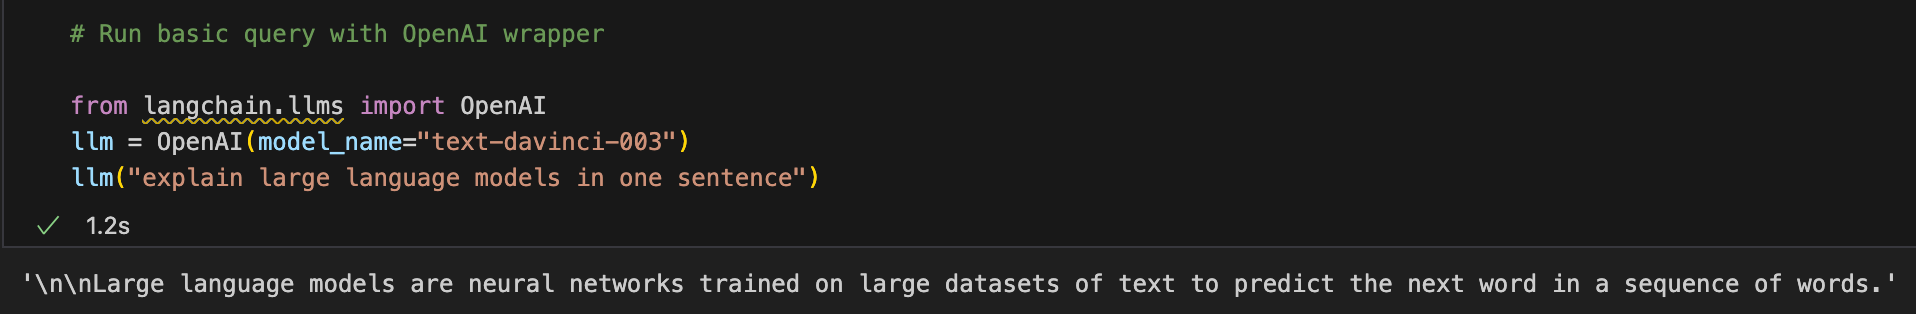 # Run basic query with OpenAI wrapper
from langchain.llms import OpenAI
llm = OpenAI(model_name="text-davinci-003")
llm("explain large language models in one sentence")
✓ 1.2s
'\n\nLarge language models are neural networks trained on large datasets of text to predict the next word in a sequence of words.'